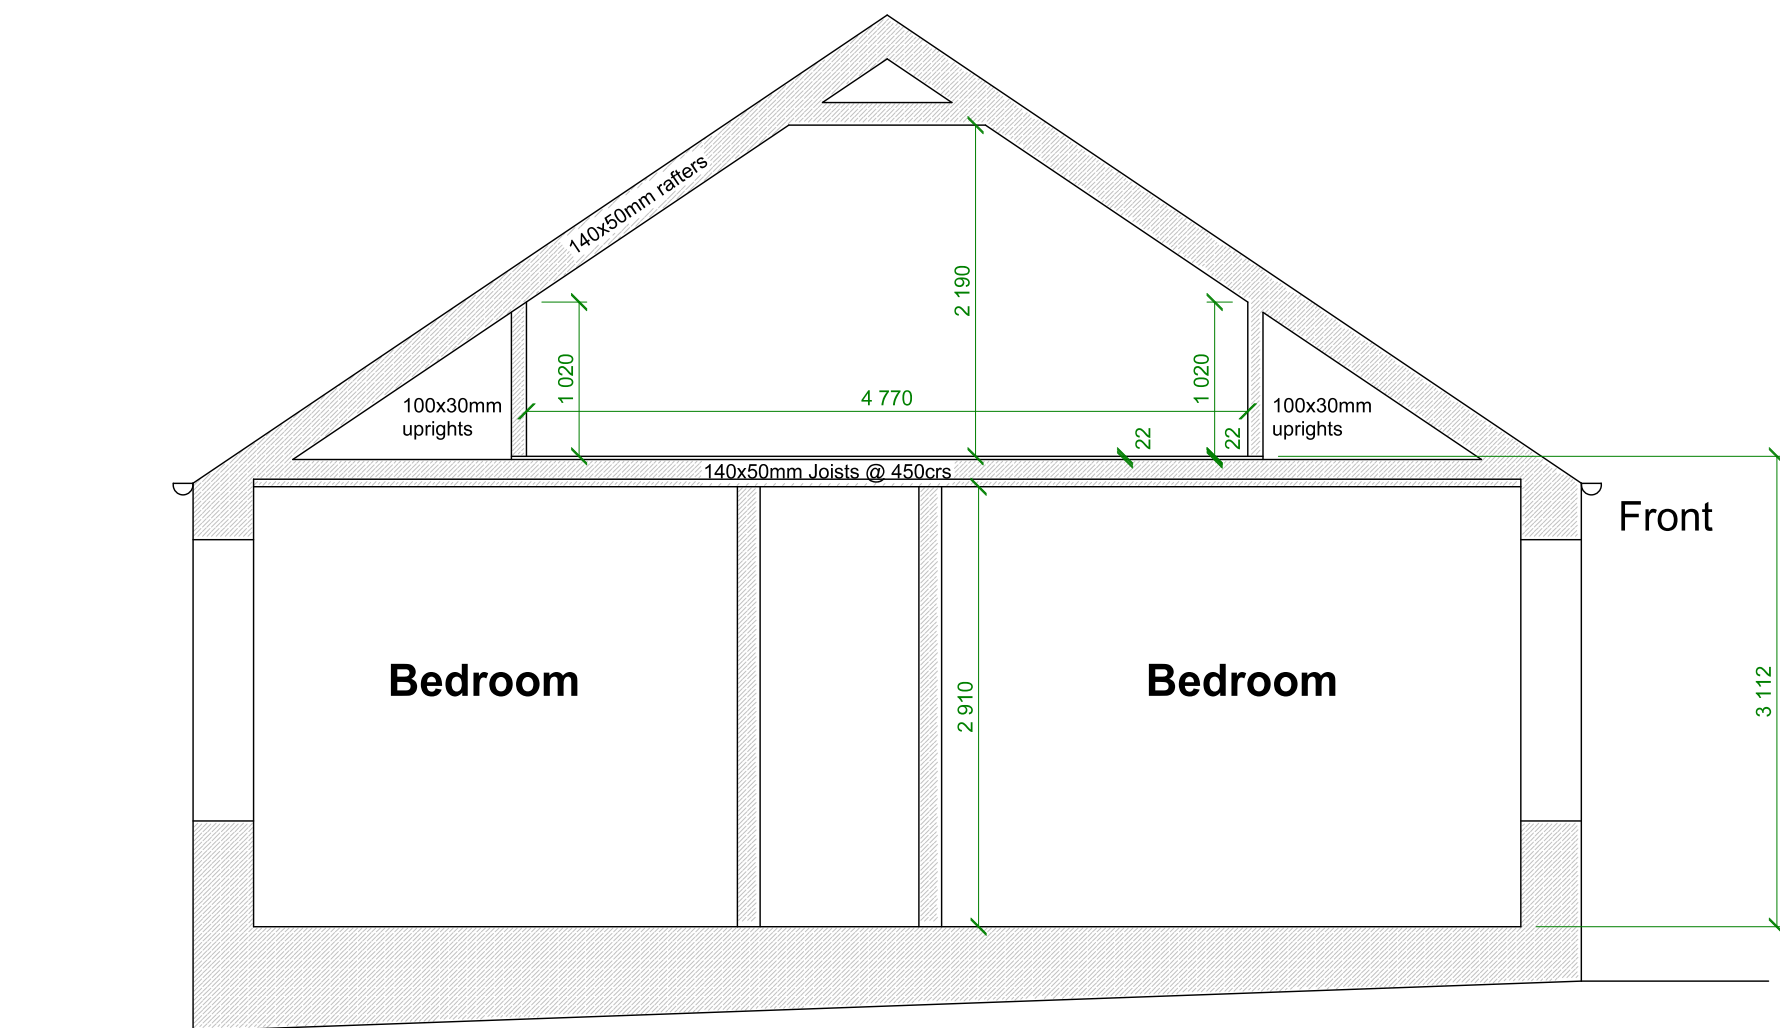 140x50mm rafters
2 190
1 020
1 020
4 770
100x30mm
uprights
22
22
100x30mm
uprights
140x50mm Joists @ 450crs
Front
Bedroom
2 910
Bedroom
3 112